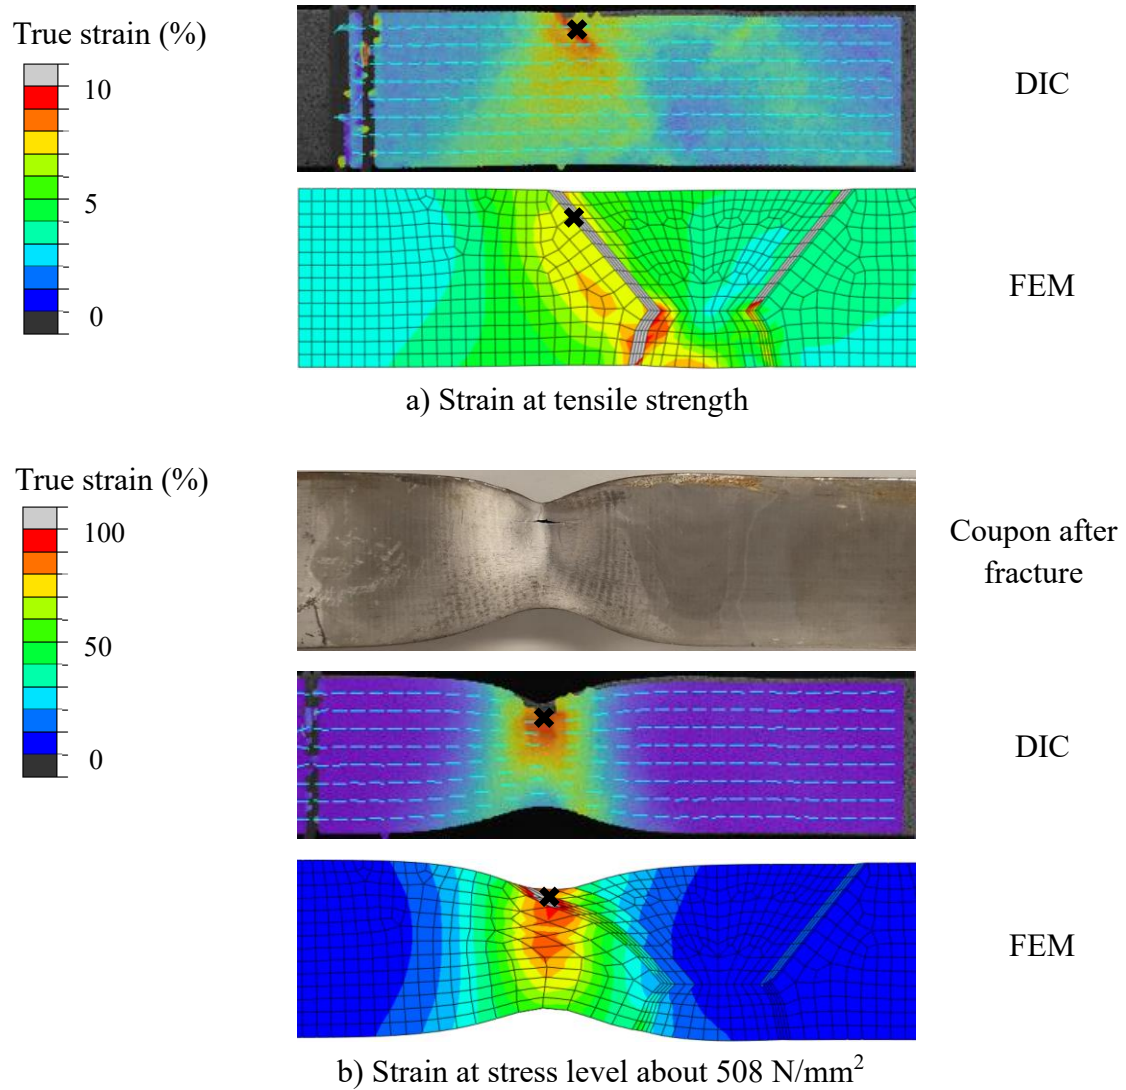 True strain (%)
10
5
0
DIC
FEM
a) Strain at tensile strength
True strain (%)
100
50
0
Coupon after
fracture
DIC
FEM
b) Strain at stress level about 508 N/mm²